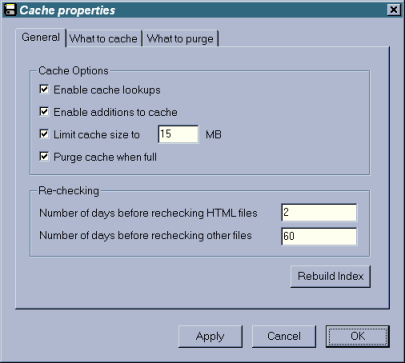 Cache properties
General What to cache What to purge
Cache Options
Enable cache lookups
Enable additions to cache
Limit cache size to 15 MB
Purge cache when full
Re-checking
Number of days before rechecking HTML files 2
Number of days before rechecking other files 60
Rebuild Index
Apply Cancel OK